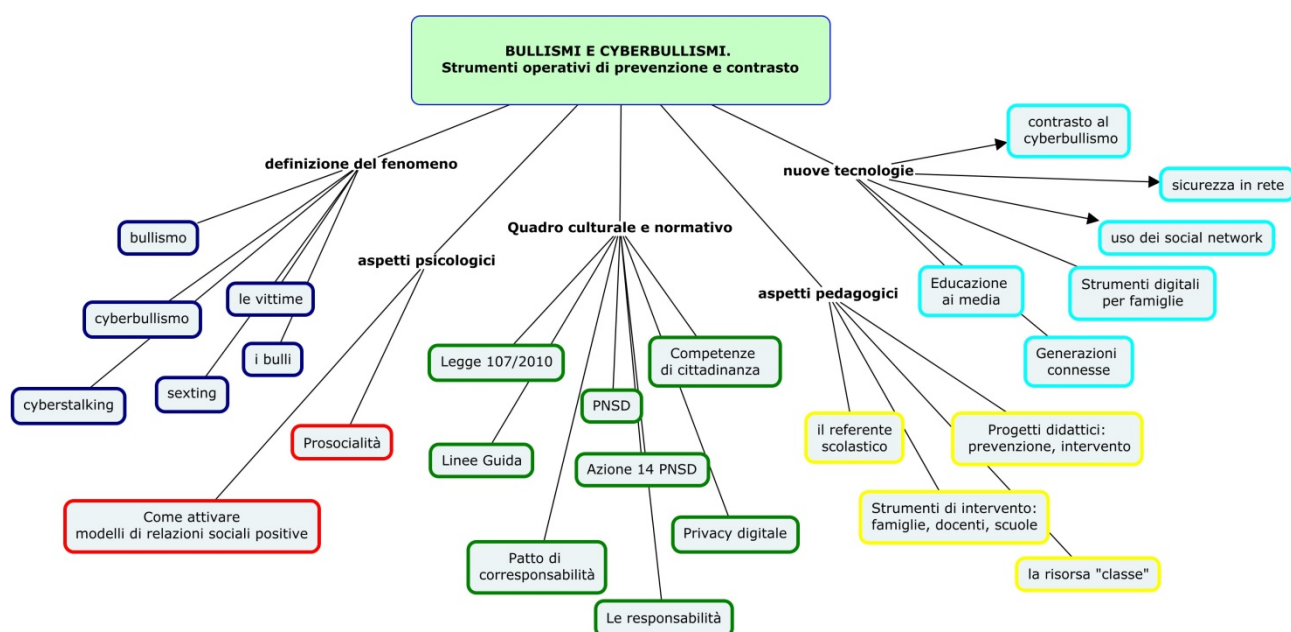 BULLISMI E CYBERBULLISMI.
Strumenti operativi di prevenzione e contrasto
definizione del fenomeno
bullismo
cyberbullismo
cyberstalking
sexting
le vittime
i bulli
aspetti psicologici
Prosocialità
Come attivare
modelli di relazioni sociali positive
Quadro culturale e normativo
Legge 107/2010
Linee Guida
Patto di
corresponsabilità
PNSD
Azione 14 PNSD
Le responsabilità
Privacy digitale
Competenze
di cittadinanza
aspetti pedagogici
il referente
scolastico
Strumenti di intervento:
famiglie, docenti, scuole
la risorsa "classe"
Progetti didattici:
prevenzione, intervento
nuove tecnologie
contrasto al
cyberbullismo
sicurezza in rete
uso dei social network
Strumenti digitali
per famiglie
Educazione
ai media
Generazioni
connesse